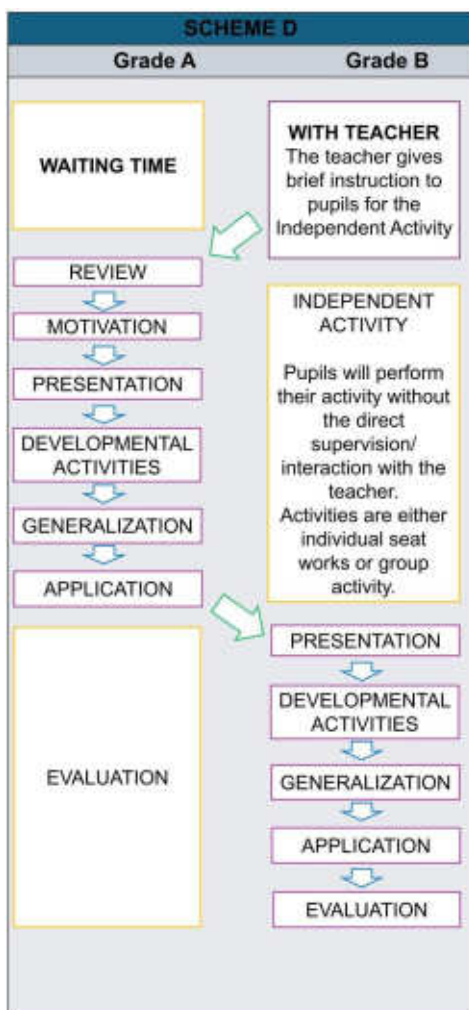 SCHEME D
Grade A
Grade B
WAITING TIME
WITH TEACHER
The teacher gives
brief instruction to
pupils for the
Independent Activity
REVIEW
MOTIVATION
PRESENTATION
DEVELOPMENTAL
ACTIVITIES
GENERALIZATION
APPLICATION
INDEPENDENT
ACTIVITY
Pupils will perform
their activity without
the direct
supervision/
interaction with the
teacher.
Activities are either
individual seat
works or group
activity.
EVALUATION
PRESENTATION
DEVELOPMENTAL
ACTIVITIES
GENERALIZATION
APPLICATION
EVALUATION